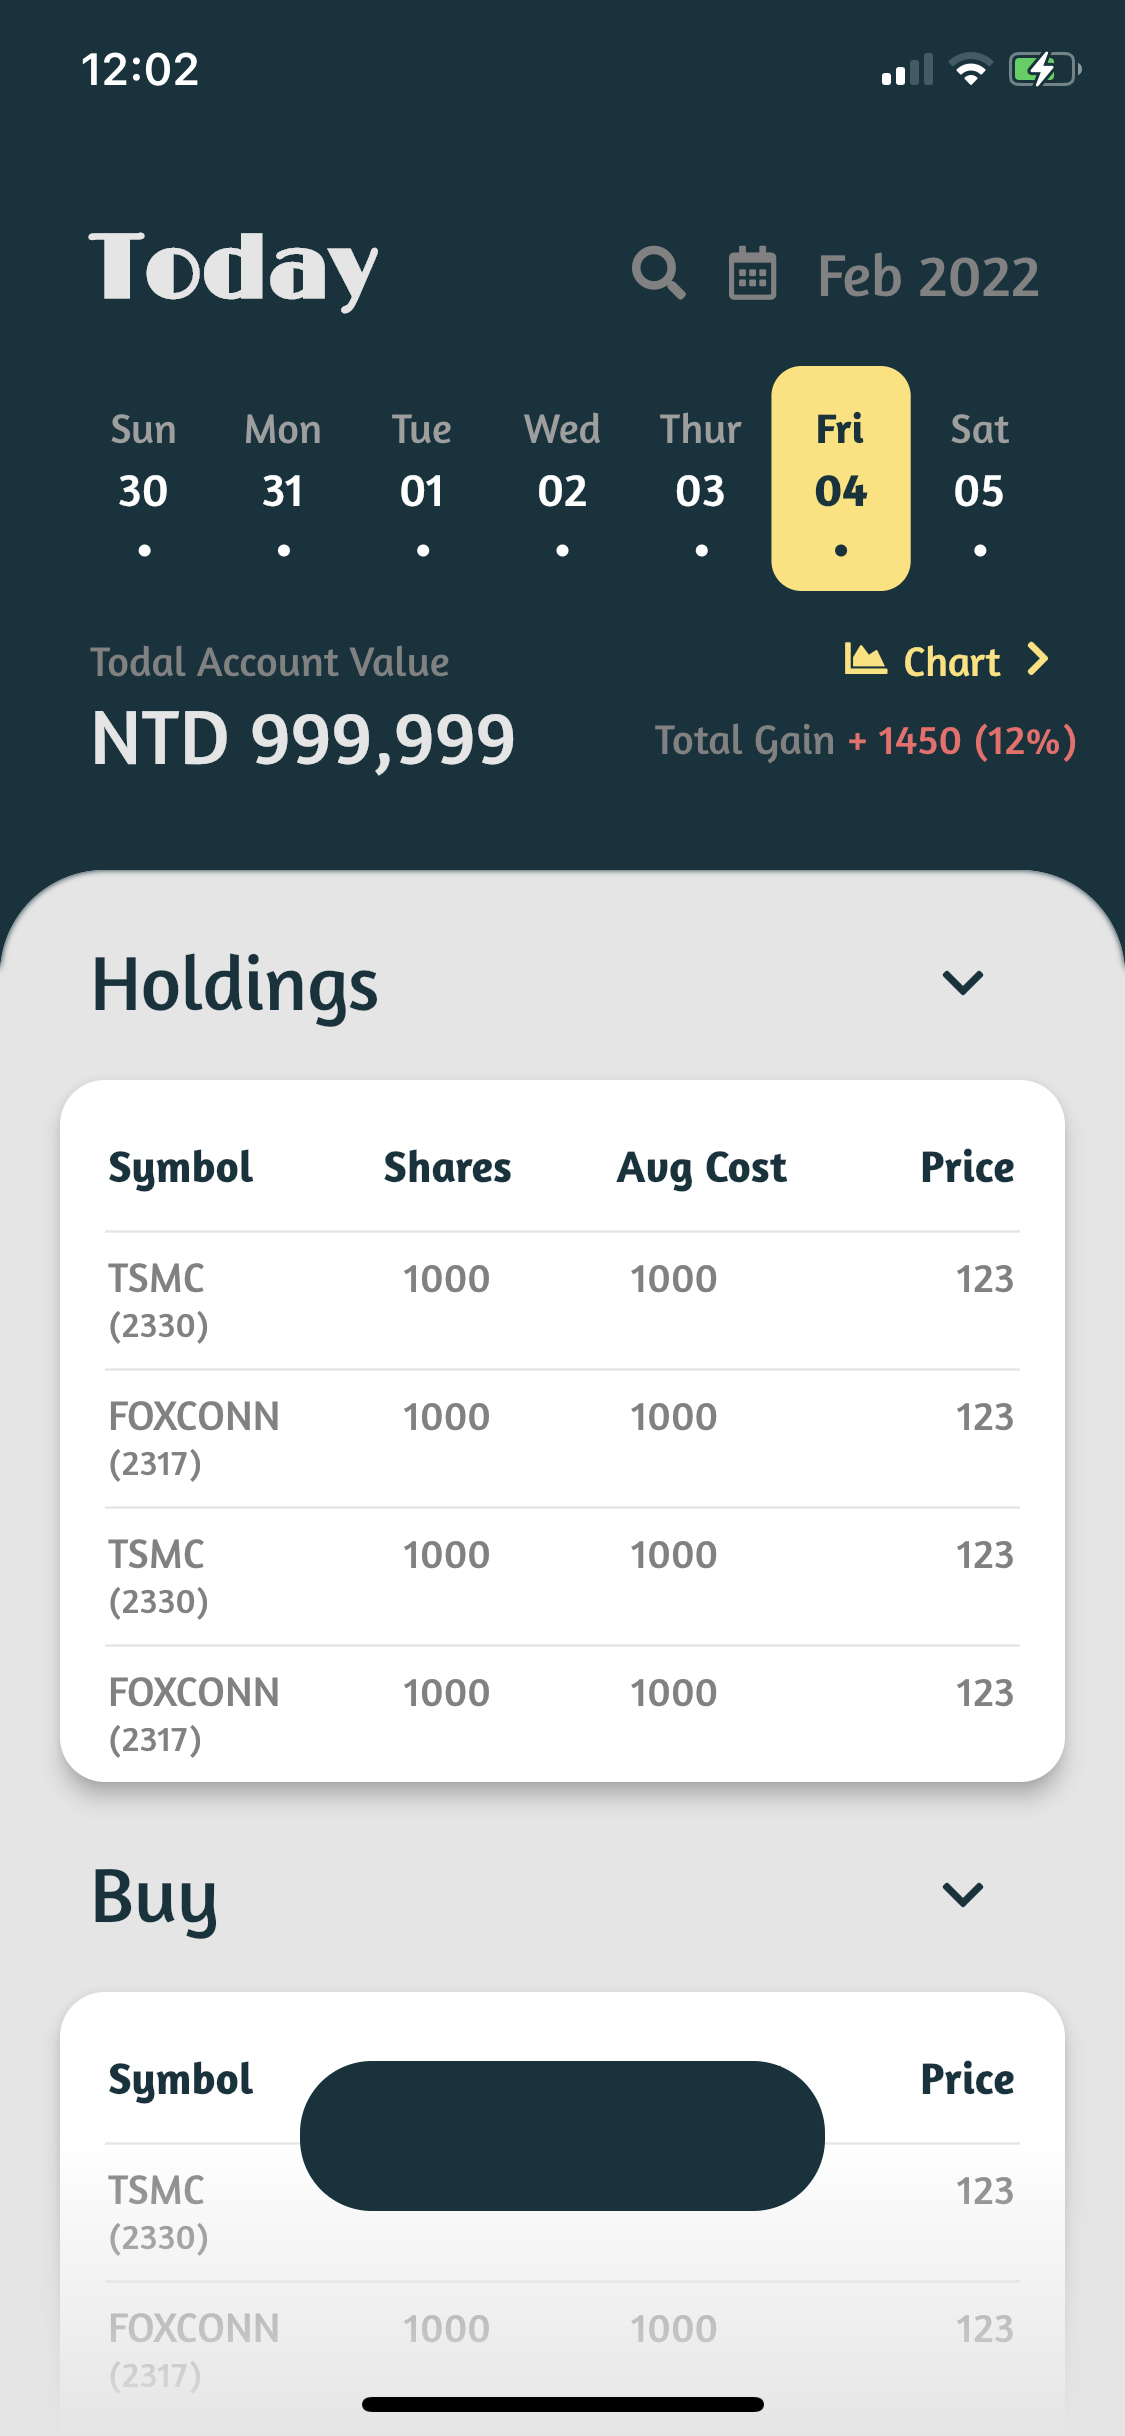 12:02
Today Feb 2022
Sun Mon Tue Wed Thur Fri Sat
30 31 01 02 03 04 05
Todal Account Value Chart
NTD 999,999 Total Gain + 1450 (12%)
Holdings
Symbol Shares Avg Cost Price
TSMC 1000 1000 123
(2330)
FOXCONN 1000 1000 123
(2317)
TSMC 1000 1000 123
(2330)
FOXCONN 1000 1000 123
(2317)
Buy
Symbol Price
TSMC 123
(2330)
FOXCONN 1000 1000 123
(2317)